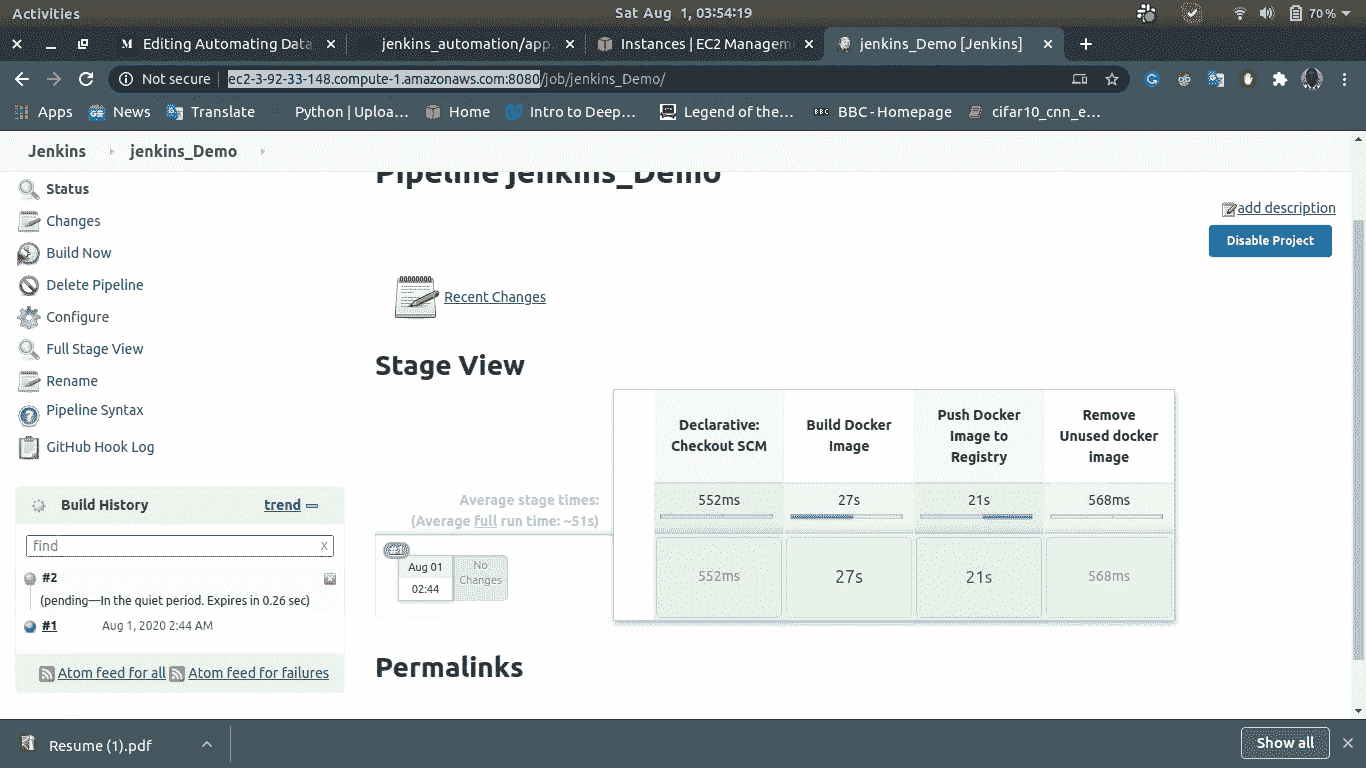 Activities
Sat Aug 1, 03:54:19
70 %
Editing Automating Data
jenkins_automation/app
Instances | EC2 Managem
jenkins_Demo [Jenkins]
Not secure
ec2-3-92-33-148.compute-1.amazonaws.com:8080/job/jenkins_Demo/
Apps
News
Translate
Python | Uploa...
Home
Intro to Deep...
Legend of the...
BBC - Homepage
cifar10_cnn_e...
Jenkins
jenkins_Demo
Pipeline jenkins_Demo
Status
Changes
Build Now
Delete Pipeline
Configure
Full Stage View
Rename
Pipeline Syntax
GitHub Hook Log
add description
Disable Project
Recent Changes
Stage View
Declarative:
Checkout SCM
Build Docker
Image
Push Docker
Image to
Registry
Remove
Unused docker
image
Average stage times:
(Average full run time: ~51s)
552ms
27s
21s
568ms
#1
Aug 01
02:44
No
Changes
552ms
27s
21s
568ms
Build History
trend
find
x
#2
(pending—In the quiet period. Expires in 0.26 sec)
#1
Aug 1, 2020 2:44 AM
Atom feed for all
Atom feed for failures
Permalinks
Resume (1).pdf
Show all